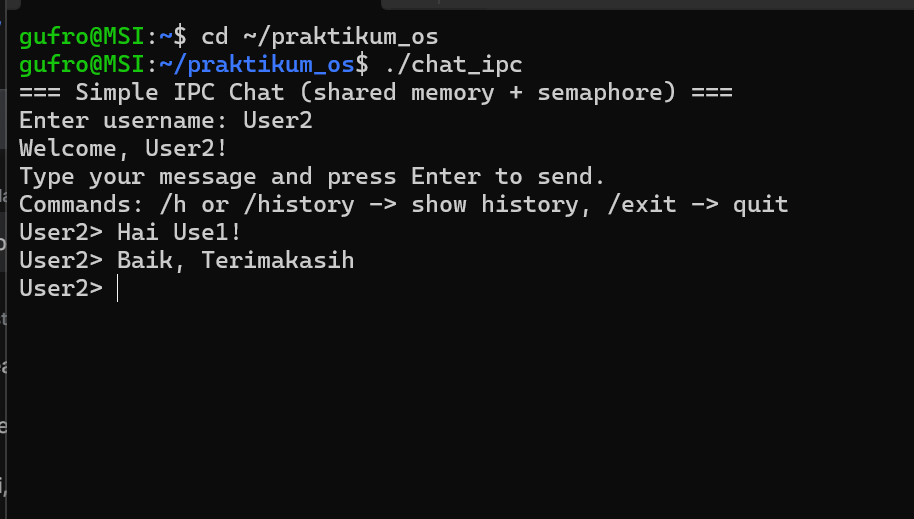 gufro@MSI:~$ cd ~/praktikum_os
gufro@MSI:~/praktikum_os$ ./chat_ipc
=== Simple IPC Chat (shared memory + semaphore) ===
Enter username: User2
Welcome, User2!
Type your message and press Enter to send.
Commands: /h or /history -> show history, /exit -> quit
User2> Hai Use1!
User2> Baik, Terimakasih
User2>